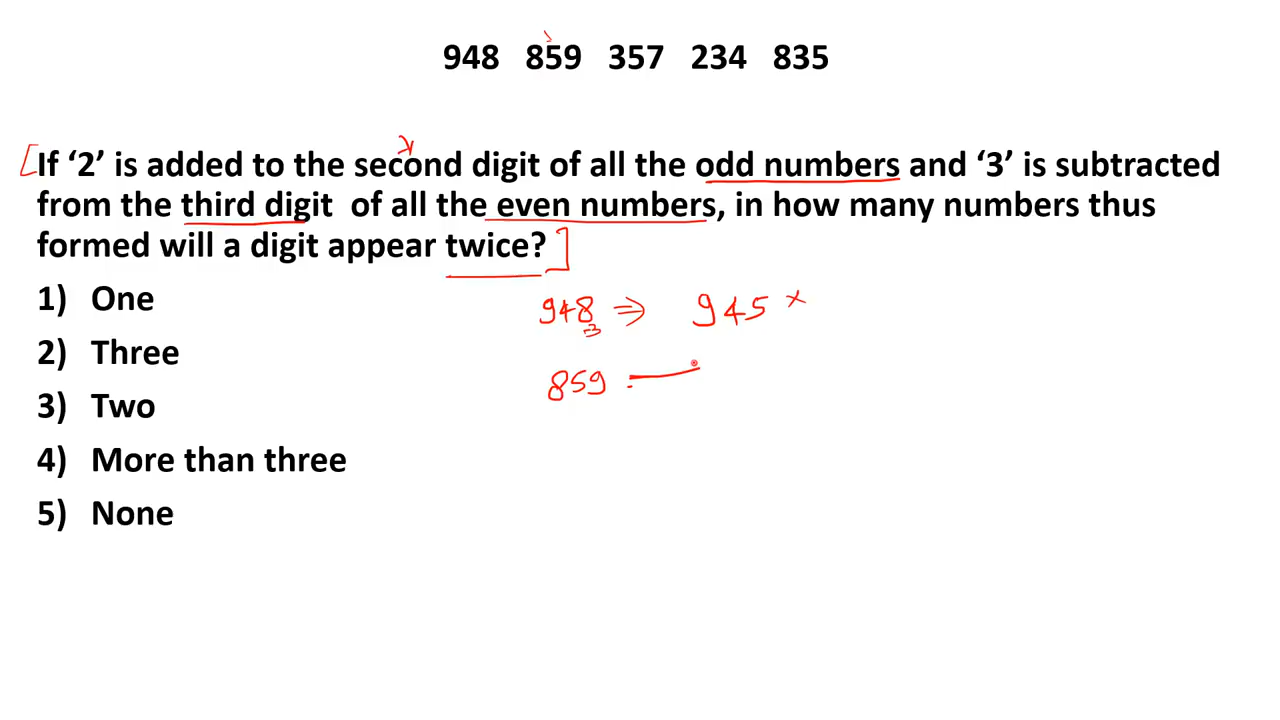 948 859 357 234 835
If ‘2’ is added to the second digit of all the odd numbers and ‘3’ is subtracted
from the third digit of all the even numbers, in how many numbers thus
formed will a digit appear twice?
1) One
948 ⇒ 945 ×
-3
2) Three
859
3) Two
4) More than three
5) None